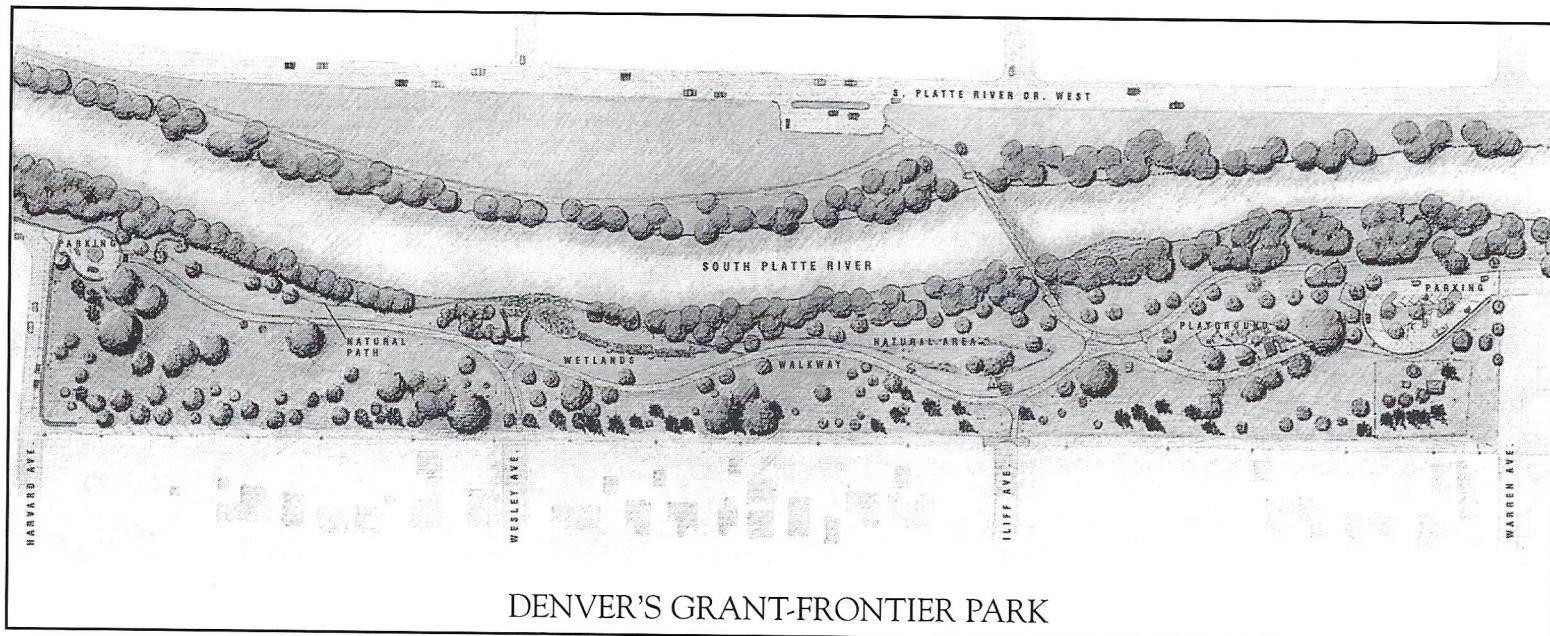 S. PLATTE RIVER DR. WEST
PARKING
SOUTH PLATTE RIVER
PARKING
PLAYGROUND
NATURAL
PATH
NATURAL AREA
WETLANDS
WALKWAY
HARVARD AVE.
WESLEY AVE.
ILIFF AVE.
WARREN AVE.
DENVER'S GRANT-FRONTIER PARK